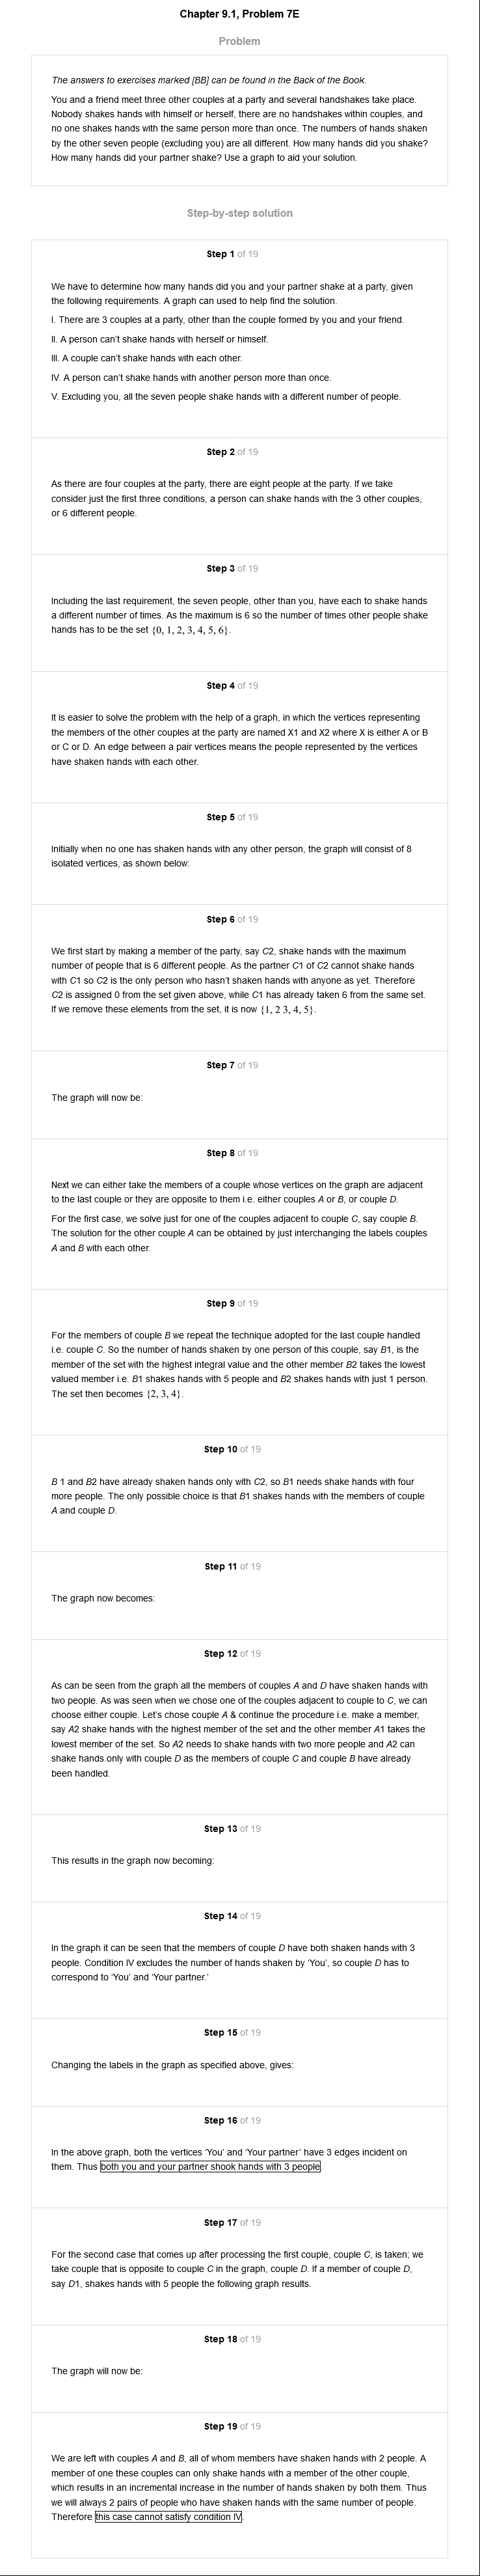 Chapter 9.1, Problem 7E
Problem
The answers to exercises marked [BB] can be found in the Back of the Book.
You and a friend meet three other couples at a party and several handshakes take place.
Nobody shakes hands with himself or herself, there are no handshakes within couples, and
no one shakes hands with the same person more than once. The numbers of hands shaken
by the other seven people (excluding you) are all different. How many hands did you shake?
How many hands did your partner shake? Use a graph to aid your solution.
Step-by-step solution
Step 1 of 19
We have to determine how many hands did you and your partner shake at a party, given
the following requirements. A graph can used to help find the solution.
I. There are 3 couples at a party, other than the couple formed by you and your friend.
II. A person can't shake hands with herself or himself.
III. A couple can't shake hands with each other.
IV. A person can't shake hands with another person more than once.
V. Excluding you, all the seven people shake hands with a different number of people.
Step 2 of 19
As there are four couples at the party, there are eight people at the party. If we take
consider just the first three conditions, a person can shake hands with the 3 other couples,
or 6 different people.
Step 3 of 19
Including the last requirement, the seven people, other than you, have each to shake hands
a different number of times. As the maximum is 6 so the number of times other people shake
hands has to be the set {0, 1, 2, 3, 4, 5, 6}.
Step 4 of 19
It is easier to solve the problem with the help of a graph, in which the vertices representing
the members of the other couples at the party are named X1 and X2 where X is either A or B
or C or D. An edge between a pair vertices means the people represented by the vertices
have shaken hands with each other.
Step 5 of 19
Initially when no one has shaken hands with any other person, the graph will consist of 8
isolated vertices, as shown below:
Step 6 of 19
We first start by making a member of the party, say C2, shake hands with the maximum
number of people that is 6 different people. As the partner C1 of C2 cannot shake hands
with C1 so C2 is the only person who hasn't shaken hands with anyone as yet. Therefore
C2 is assigned 0 from the set given above, while C1 has already taken 6 from the same set.
If we remove these elements from the set, it is now {1, 2 3, 4, 5}.
Step 7 of 19
The graph will now be:
Step 8 of 19
Next we can either take the members of a couple whose vertices on the graph are adjacent
to the last couple or they are opposite to them i.e. either couples A or B, or couple D.
For the first case, we solve just for one of the couples adjacent to couple C, say couple B.
The solution for the other couple A can be obtained by just interchanging the labels couples
A and B with each other.
Step 9 of 19
For the members of couple B we repeat the technique adopted for the last couple handled
i.e. couple C. So the number of hands shaken by one person of this couple, say B1, is the
member of the set with the highest integral value and the other member B2 takes the lowest
valued member i.e. B1 shakes hands with 5 people and B2 shakes hands with just 1 person.
The set then becomes {2, 3, 4}.
Step 10 of 19
B 1 and B2 have already shaken hands only with C2, so B1 needs shake hands with four
more people. The only possible choice is that B1 shakes hands with the members of couple
A and couple D.
Step 11 of 19
The graph now becomes:
Step 12 of 19
As can be seen from the graph all the members of couples A and D have shaken hands with
two people. As was seen when we chose one of the couples adjacent to couple to C, we can
choose either couple. Let's chose couple A & continue the procedure i.e. make a member,
say A2 shake hands with the highest member of the set and the other member A1 takes the
lowest member of the set. So A2 needs to shake hands with two more people and A2 can
shake hands only with couple D as the members of couple C and couple B have already
been handled.
Step 13 of 19
This results in the graph now becoming:
Step 14 of 19
In the graph it can be seen that the members of couple D have both shaken hands with 3
people. Condition IV excludes the number of hands shaken by 'You', so couple D has to
correspond to 'You' and 'Your partner.'
Step 15 of 19
Changing the labels in the graph as specified above, gives:
Step 16 of 19
In the above graph, both the vertices 'You' and 'Your partner' have 3 edges incident on
them. Thus both you and your partner shook hands with 3 people.
Step 17 of 19
For the second case that comes up after processing the first couple, couple C, is taken; we
take couple that is opposite to couple C in the graph, couple D. If a member of couple D,
say D1, shakes hands with 5 people the following graph results.
Step 18 of 19
The graph will now be:
Step 19 of 19
We are left with couples A and B, all of whom members have shaken hands with 2 people. A
member of one these couples can only shake hands with a member of the other couple,
which results in an incremental increase in the number of hands shaken by both them. Thus
we will always 2 pairs of people who have shaken hands with the same number of people.
Therefore this case cannot satisfy condition IV.